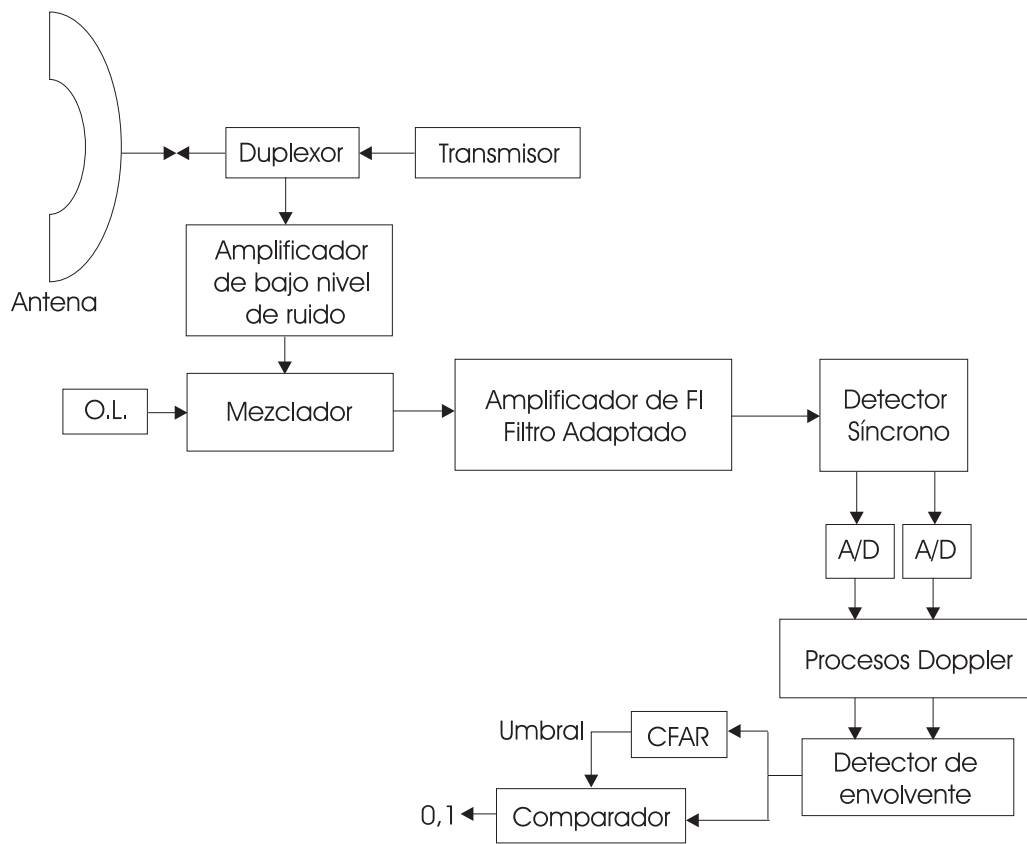 Antena
Duplexor
Transmisor
Amplificador
de bajo nivel
de ruido
O.L.
Mezclador
Amplificador de FI
Filtro Adaptado
Detector
Síncrono
A/D
A/D
Procesos Doppler
Detector de
envolvente
CFAR
Umbral
Comparador
0,1